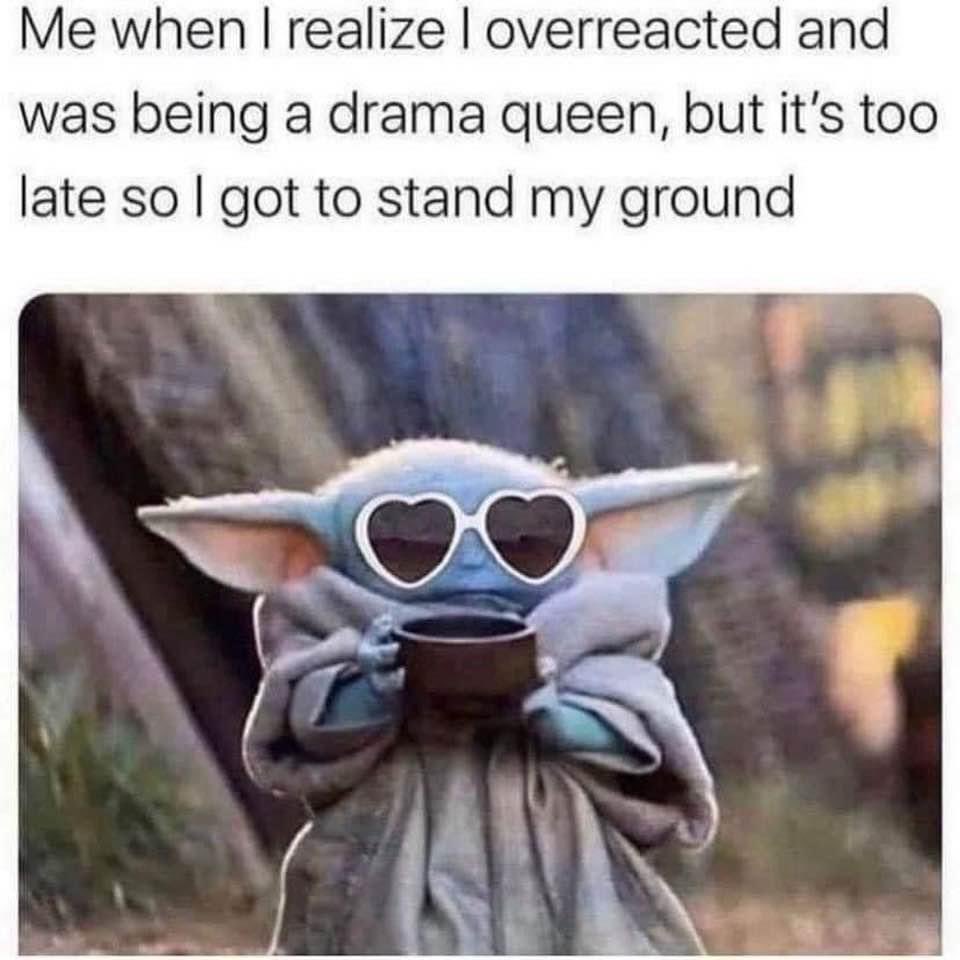 Me when I realize I overreacted and
was being a drama queen, but it's too
late so I got to stand my ground